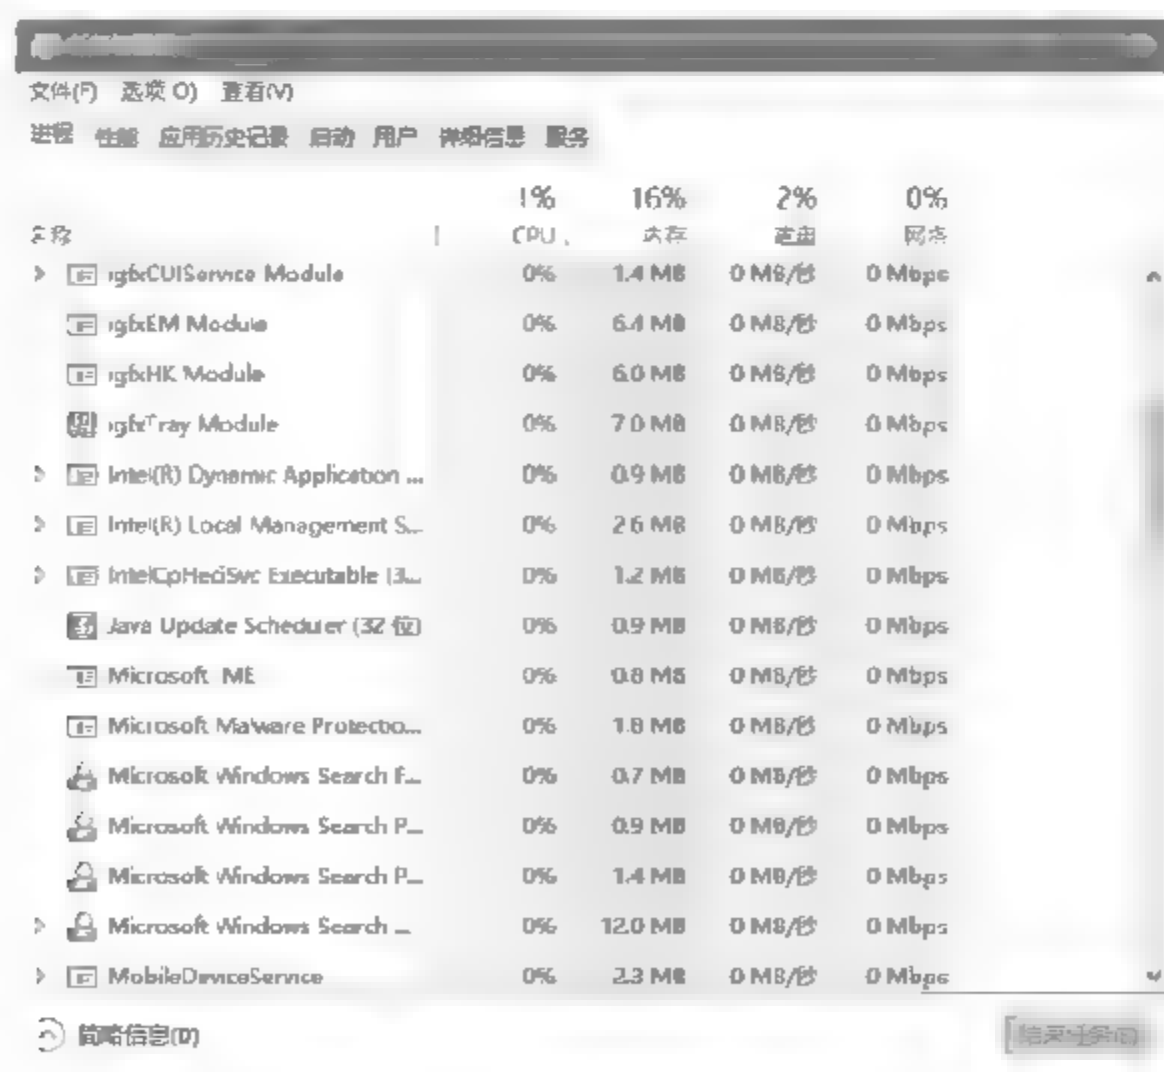 文件(F) 选项(O) 查看(V)
进程 性能 应用历史记录 启动 用户 详细信息 服务
1% 16% 2% 0%
名称 CPU 内存 磁盘 网络
igfxCUIService Module 0% 1.4 MB 0 MB/秒 0 Mbps
igfxEM Module 0% 6.4 MB 0 MB/秒 0 Mbps
igfxHK Module 0% 6.0 MB 0 MB/秒 0 Mbps
igfxTray Module 0% 7.0 MB 0 MB/秒 0 Mbps
Intel(R) Dynamic Application ... 0% 0.9 MB 0 MB/秒 0 Mbps
Intel(R) Local Management S... 0% 2.6 MB 0 MB/秒 0 Mbps
IntelCpHeciSvc Executable (3... 0% 1.2 MB 0 MB/秒 0 Mbps
Java Update Scheduler (32 位) 0% 0.9 MB 0 MB/秒 0 Mbps
Microsoft IME 0% 0.8 MB 0 MB/秒 0 Mbps
Microsoft Malware Protectio... 0% 1.8 MB 0 MB/秒 0 Mbps
Microsoft Windows Search F... 0% 0.7 MB 0 MB/秒 0 Mbps
Microsoft Windows Search P... 0% 0.9 MB 0 MB/秒 0 Mbps
Microsoft Windows Search P... 0% 1.4 MB 0 MB/秒 0 Mbps
Microsoft Windows Search ... 0% 12.0 MB 0 MB/秒 0 Mbps
MobileDeviceService 0% 2.3 MB 0 MB/秒 0 Mbps
简略信息(D) 结束任务(E)